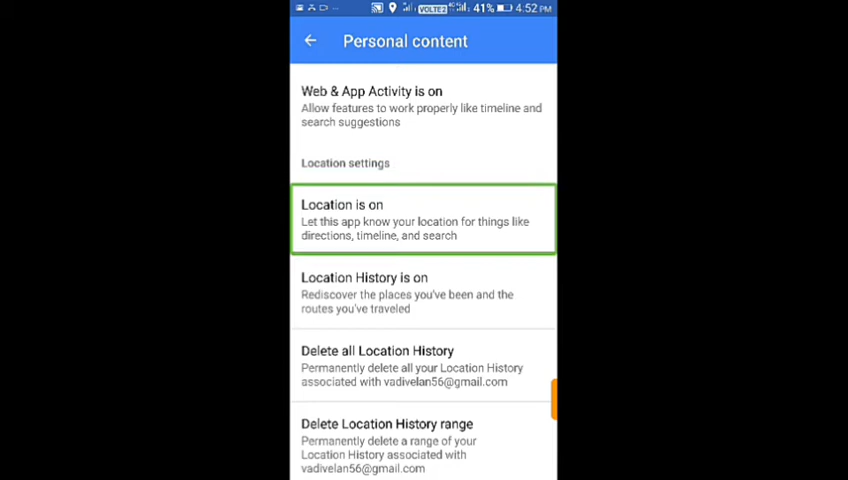 VOLTE2 41% 4:52 PM
Personal content
Web & App Activity is on
Allow features to work properly like timeline and
search suggestions
Location settings
Location is on
Let this app know your location for things like
directions, timeline, and search
Location History is on
Rediscover the places you've been and the
routes you've traveled
Delete all Location History
Permanently delete all your Location History
associated with vadivelan56@gmail.com
Delete Location History range
Permanently delete a range of your
Location History associated with
vadivelan56@gmail.com